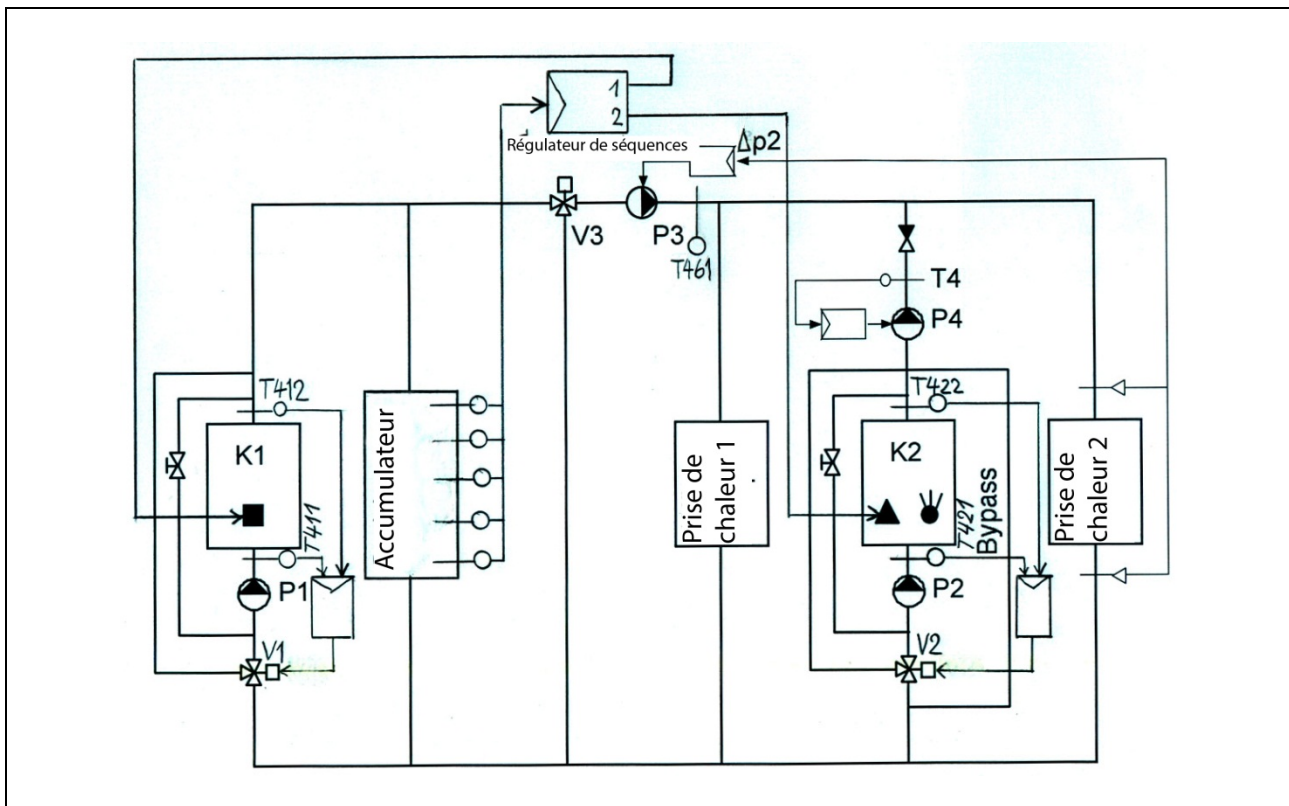 1
2
Régulateur de séquences
Δp2
V3
P3
T461
T4
P4
T412
T422
K1
Accumulateur
Prise de
chaleur 1
K2
Prise de
chaleur 2
T411
T421
Bypass
P1
P2
V1
V2